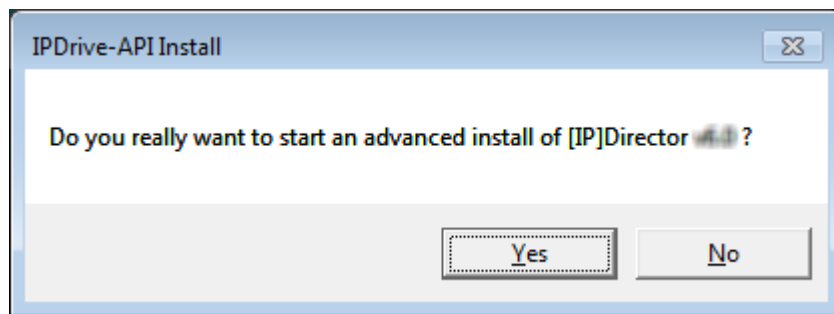 IPDrive-API Install
Do you really want to start an advanced install of [IP]Director ?
Yes
No